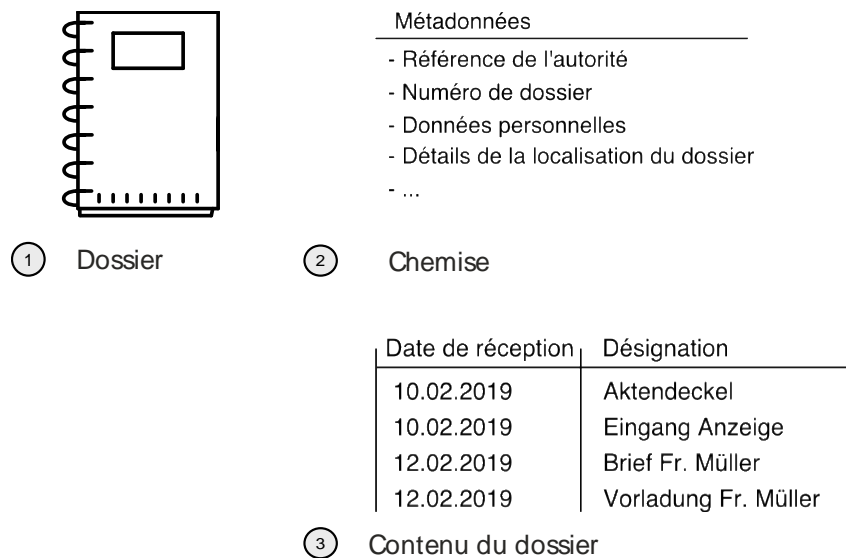 Métadonnées
- Référence de l'autorité
- Numéro de dossier
- Données personnelles
- Détails de la localisation du dossier
- ...
1 Dossier
2 Chemise
Date de réception Désignation
10.02.2019 Aktendeckel
10.02.2019 Eingang Anzeige
12.02.2019 Brief Fr. Müller
12.02.2019 Vorladung Fr. Müller
3 Contenu du dossier